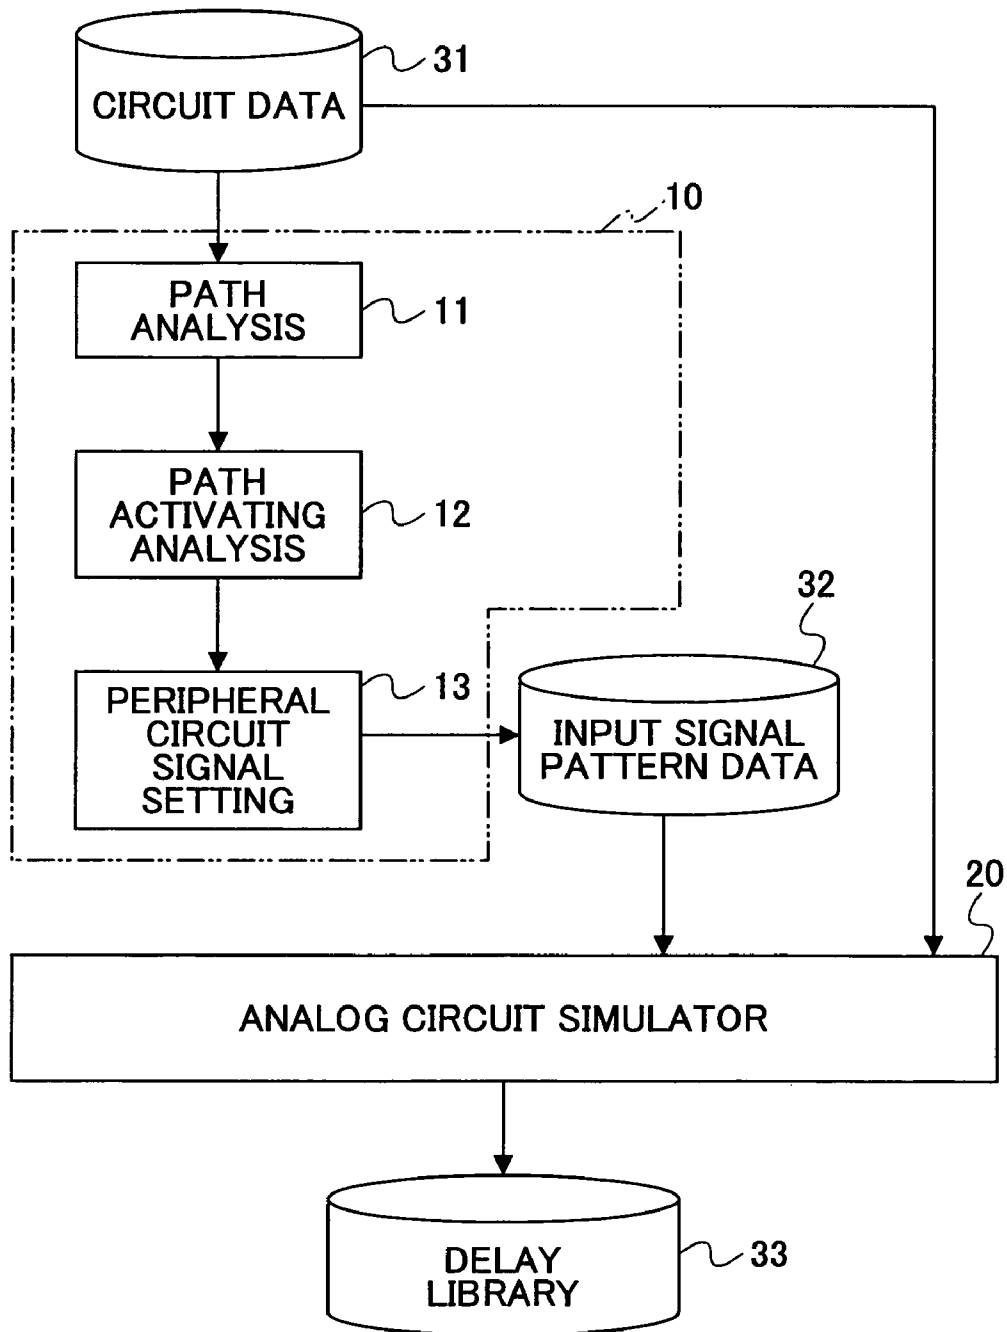 31
CIRCUIT DATA
10
PATH
ANALYSIS
11
PATH
ACTIVATING
ANALYSIS
12
32
PERIPHERAL
CIRCUIT
SIGNAL
SETTING
13
INPUT SIGNAL
PATTERN DATA
20
ANALOG CIRCUIT SIMULATOR
DELAY
LIBRARY
33